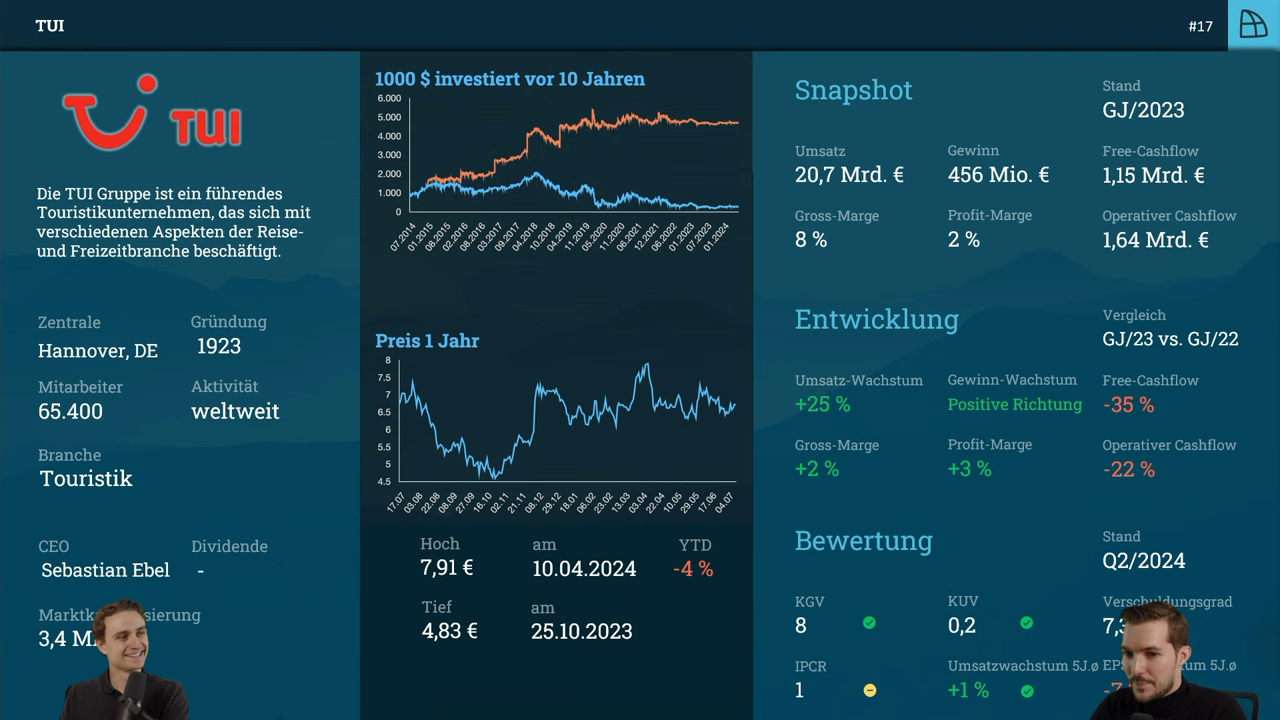 TUI
#17
TUI
Die TUI Gruppe ist ein führendes
Touristikunternehmen, das sich mit
verschiedenen Aspekten der Reise-
und Freizeitbranche beschäftigt.
Zentrale
Gründung
Hannover, DE
1923
Mitarbeiter
Aktivität
65.400
weltweit
Branche
Touristik
CEO
Dividende
Sebastian Ebel
-
3,4
1000 $ investiert vor 10 Jahren
6.000
5.000
4.000
3.000
2.000
1.000
0
07.2014
01.2015
08.2015
02.2016
08.2016
03.2017
09.2017
04.2018
10.2018
04.2019
11.2019
05.2020
11.2020
06.2021
12.2021
06.2022
01.2023
07.2023
01.2024
Preis 1 Jahr
8
7.5
7
6.5
6
5.5
5
4.5
17.07
03.08
22.08
08.09
27.09
16.10
02.11
21.11
08.12
29.12
18.01
06.02
23.02
13.03
03.04
22.04
10.05
29.05
17.06
04.07
Hoch
am
YTD
7,91 €
10.04.2024
-4 %
Tief
am
4,83 €
25.10.2023
Snapshot
Stand
GJ/2023
Umsatz
Gewinn
Free-Cashflow
20,7 Mrd. €
456 Mio. €
1,15 Mrd. €
Gross-Marge
Profit-Marge
Operativer Cashflow
8 %
2 %
1,64 Mrd. €
Entwicklung
Vergleich
GJ/23 vs. GJ/22
Umsatz-Wachstum
Gewinn-Wachstum
Free-Cashflow
+25 %
Positive Richtung
-35 %
Gross-Marge
Profit-Marge
Operativer Cashflow
+2 %
+3 %
-22 %
Bewertung
Stand
Q2/2024
KGV
KUV
Verschuldungsgrad
8
0,2
IPCR
Umsatzwachstum 5J.ø
5J.ø
1
+1 %